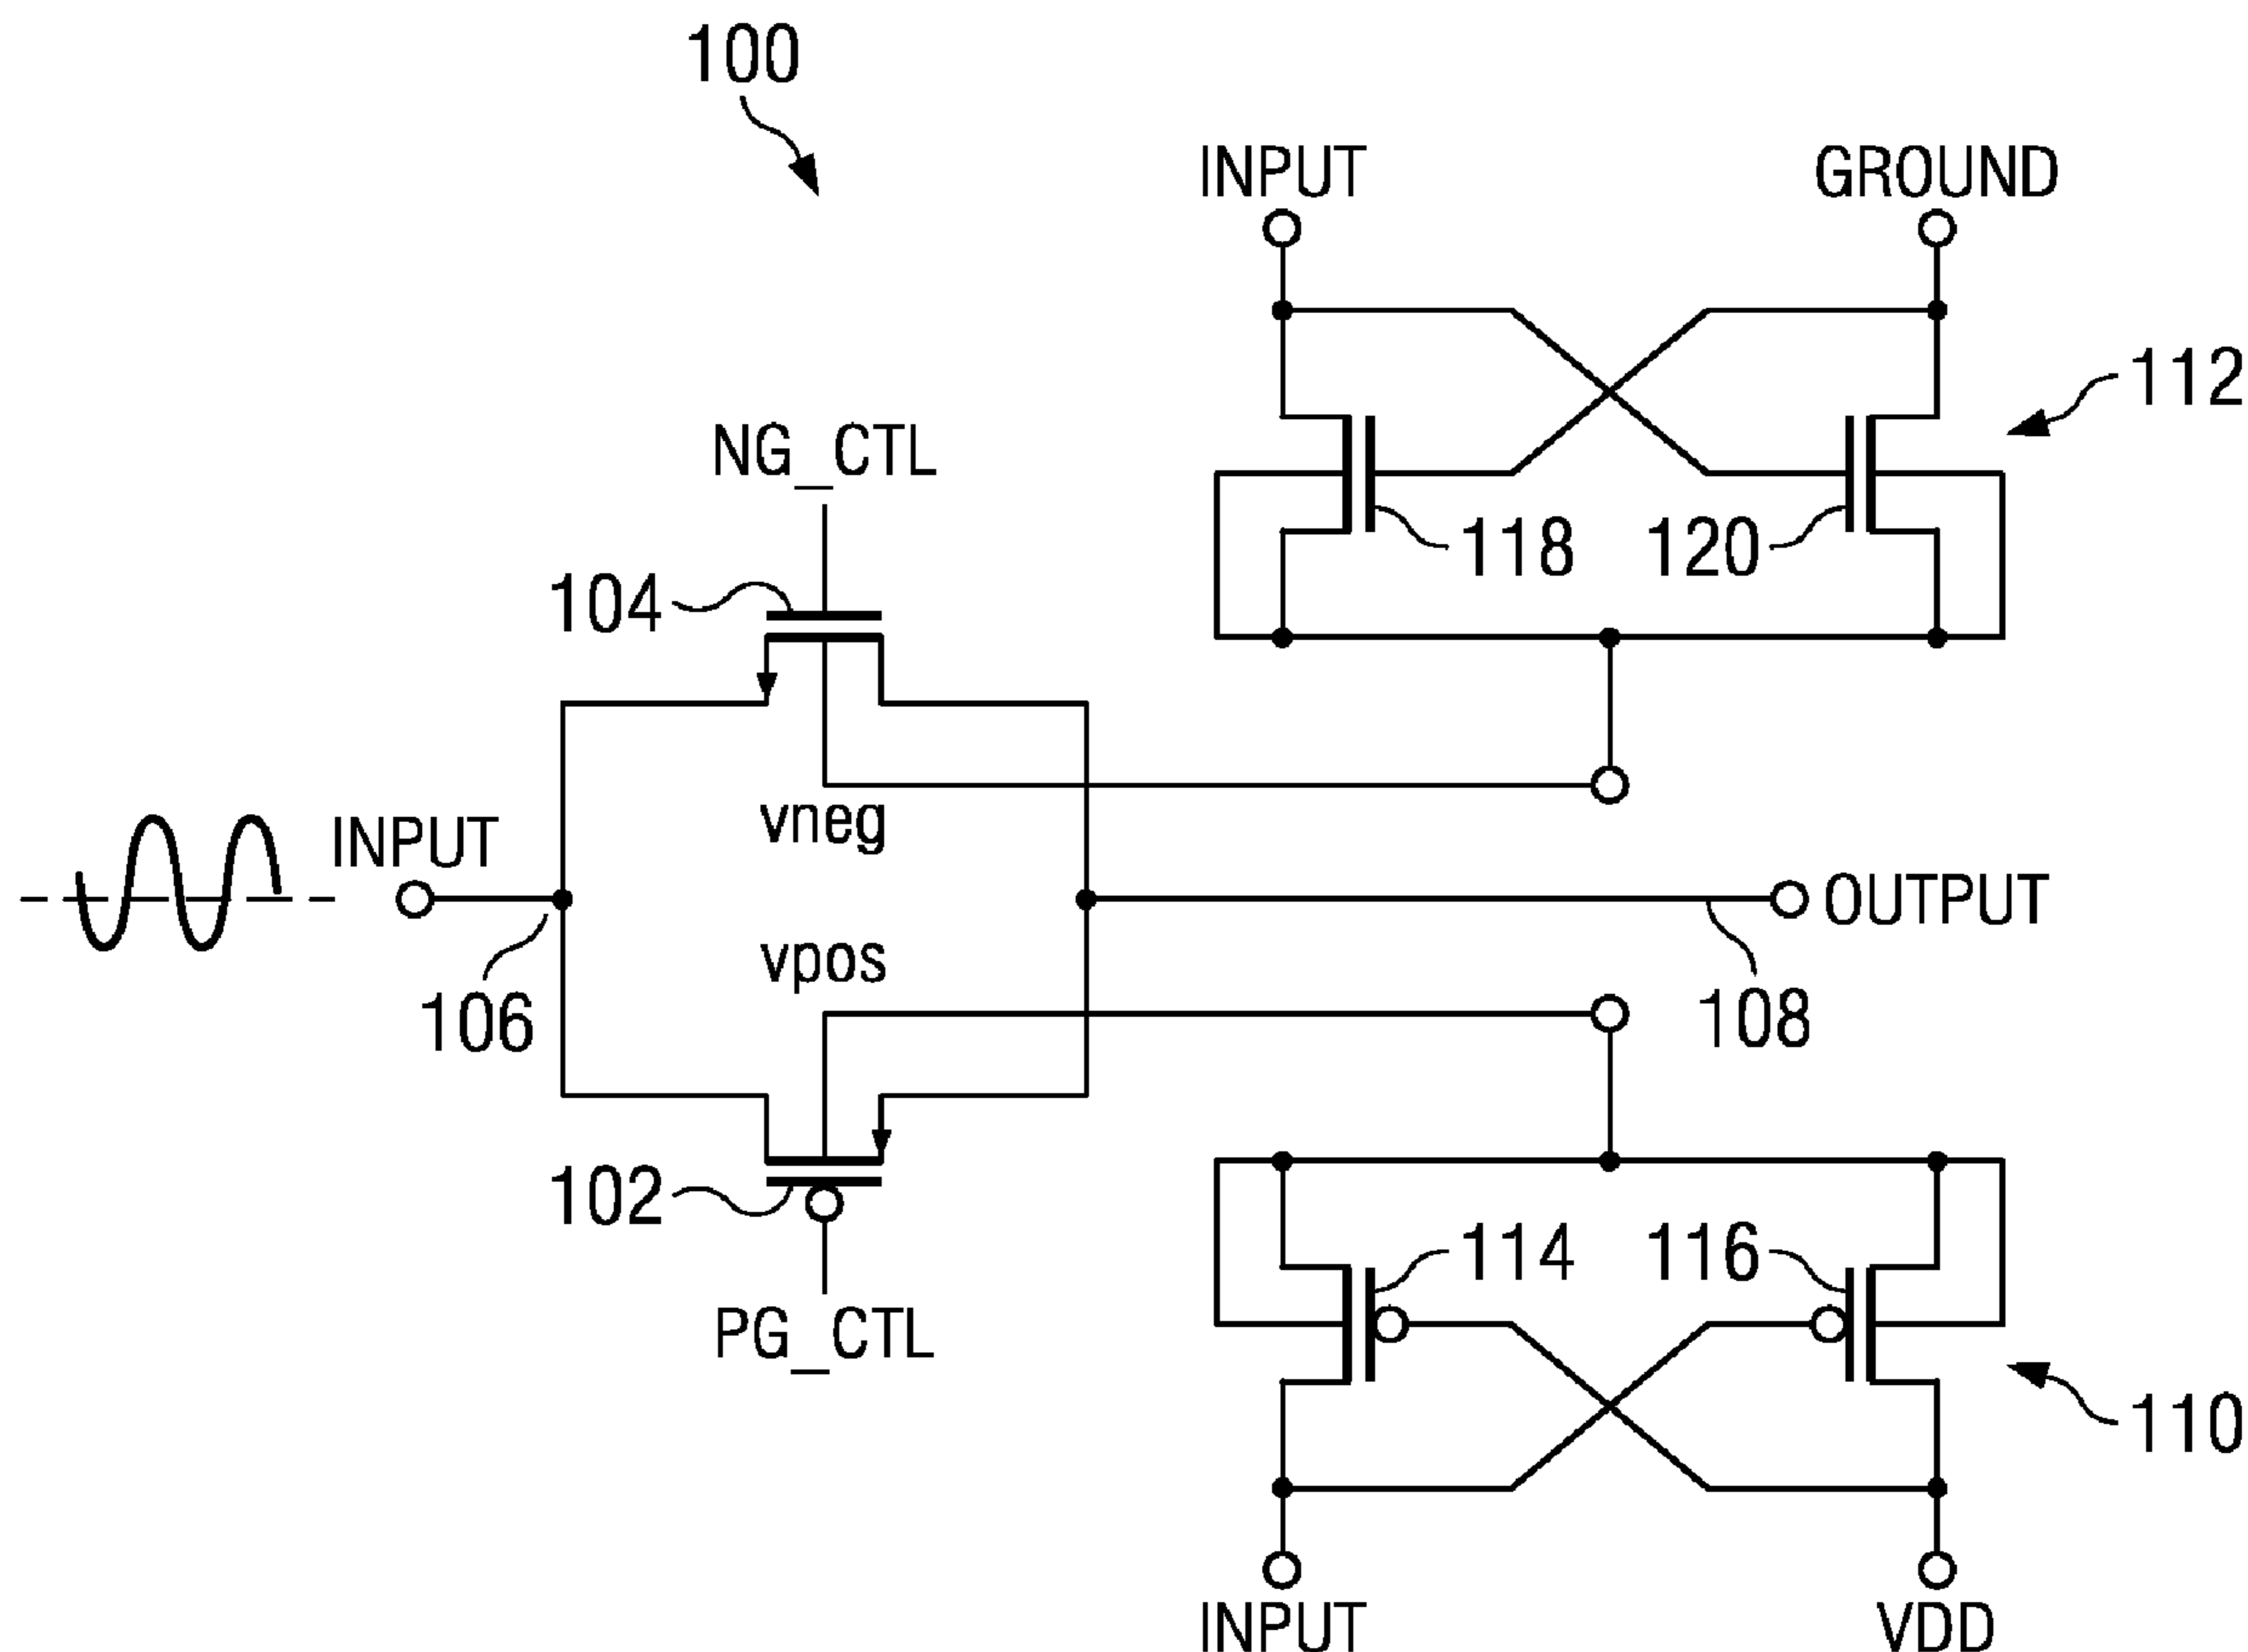 100
INPUT
GROUND
112
NG_CTL
118
120
104
vneg
INPUT
OUTPUT
vpos
106
108
102
114
116
PG_CTL
110
INPUT
VDD